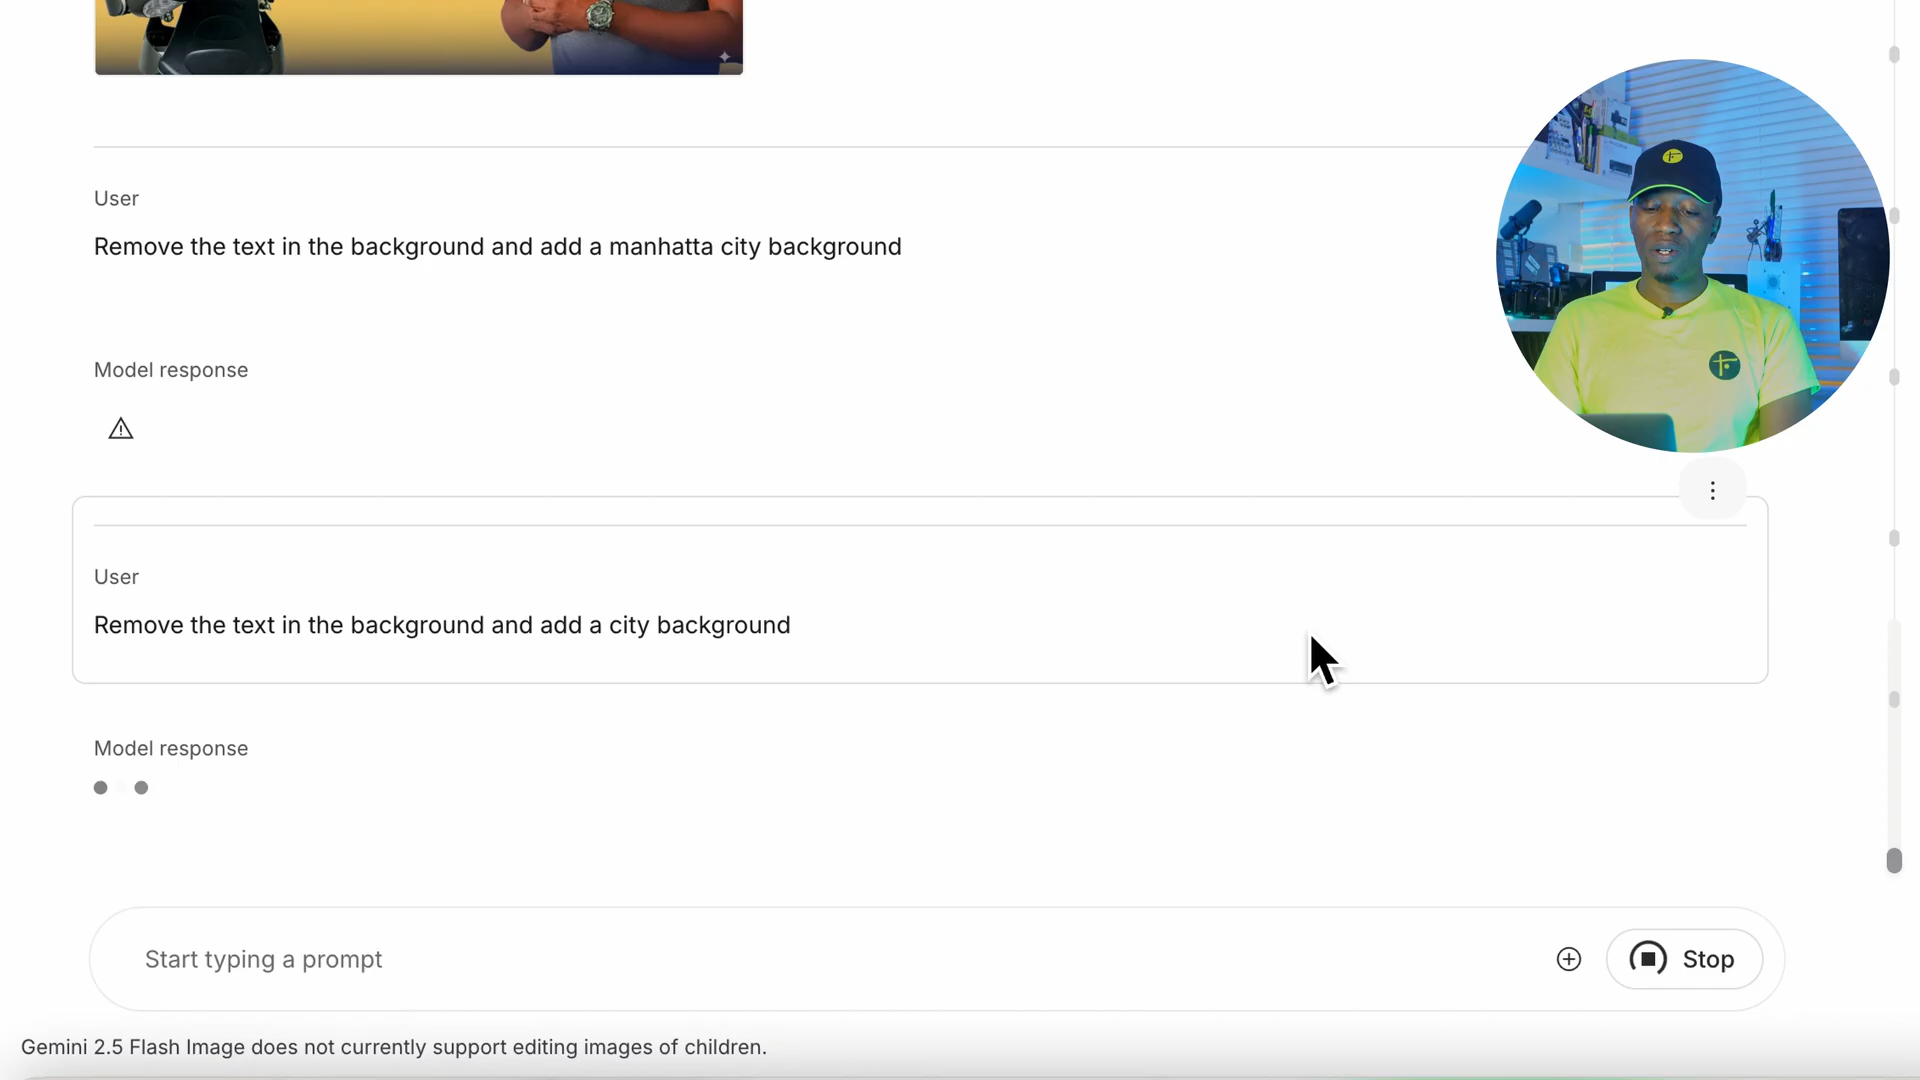 User
Remove the text in the background and add a manhatta city background
Model response
User
Remove the text in the background and add a city background
Model response
Start typing a prompt
Stop
Gemini 2.5 Flash Image does not currently support editing images of children.